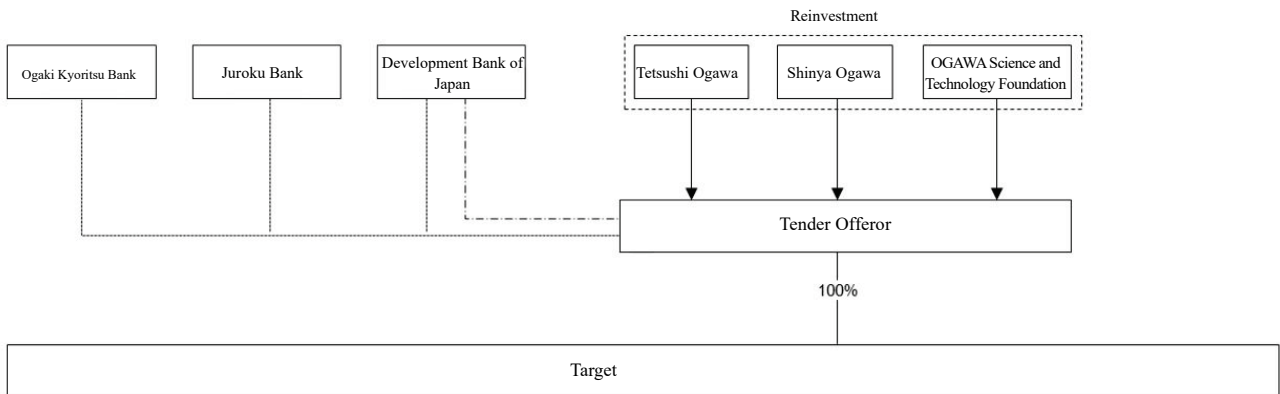 Reinvestment
Ogaki Kyoritsu Bank
Juroku Bank
Development Bank of
Japan
Tetsushi Ogawa
Shinya Ogawa
OGAWA Science and
Technology Foundation
Tender Offeror
100%
Target